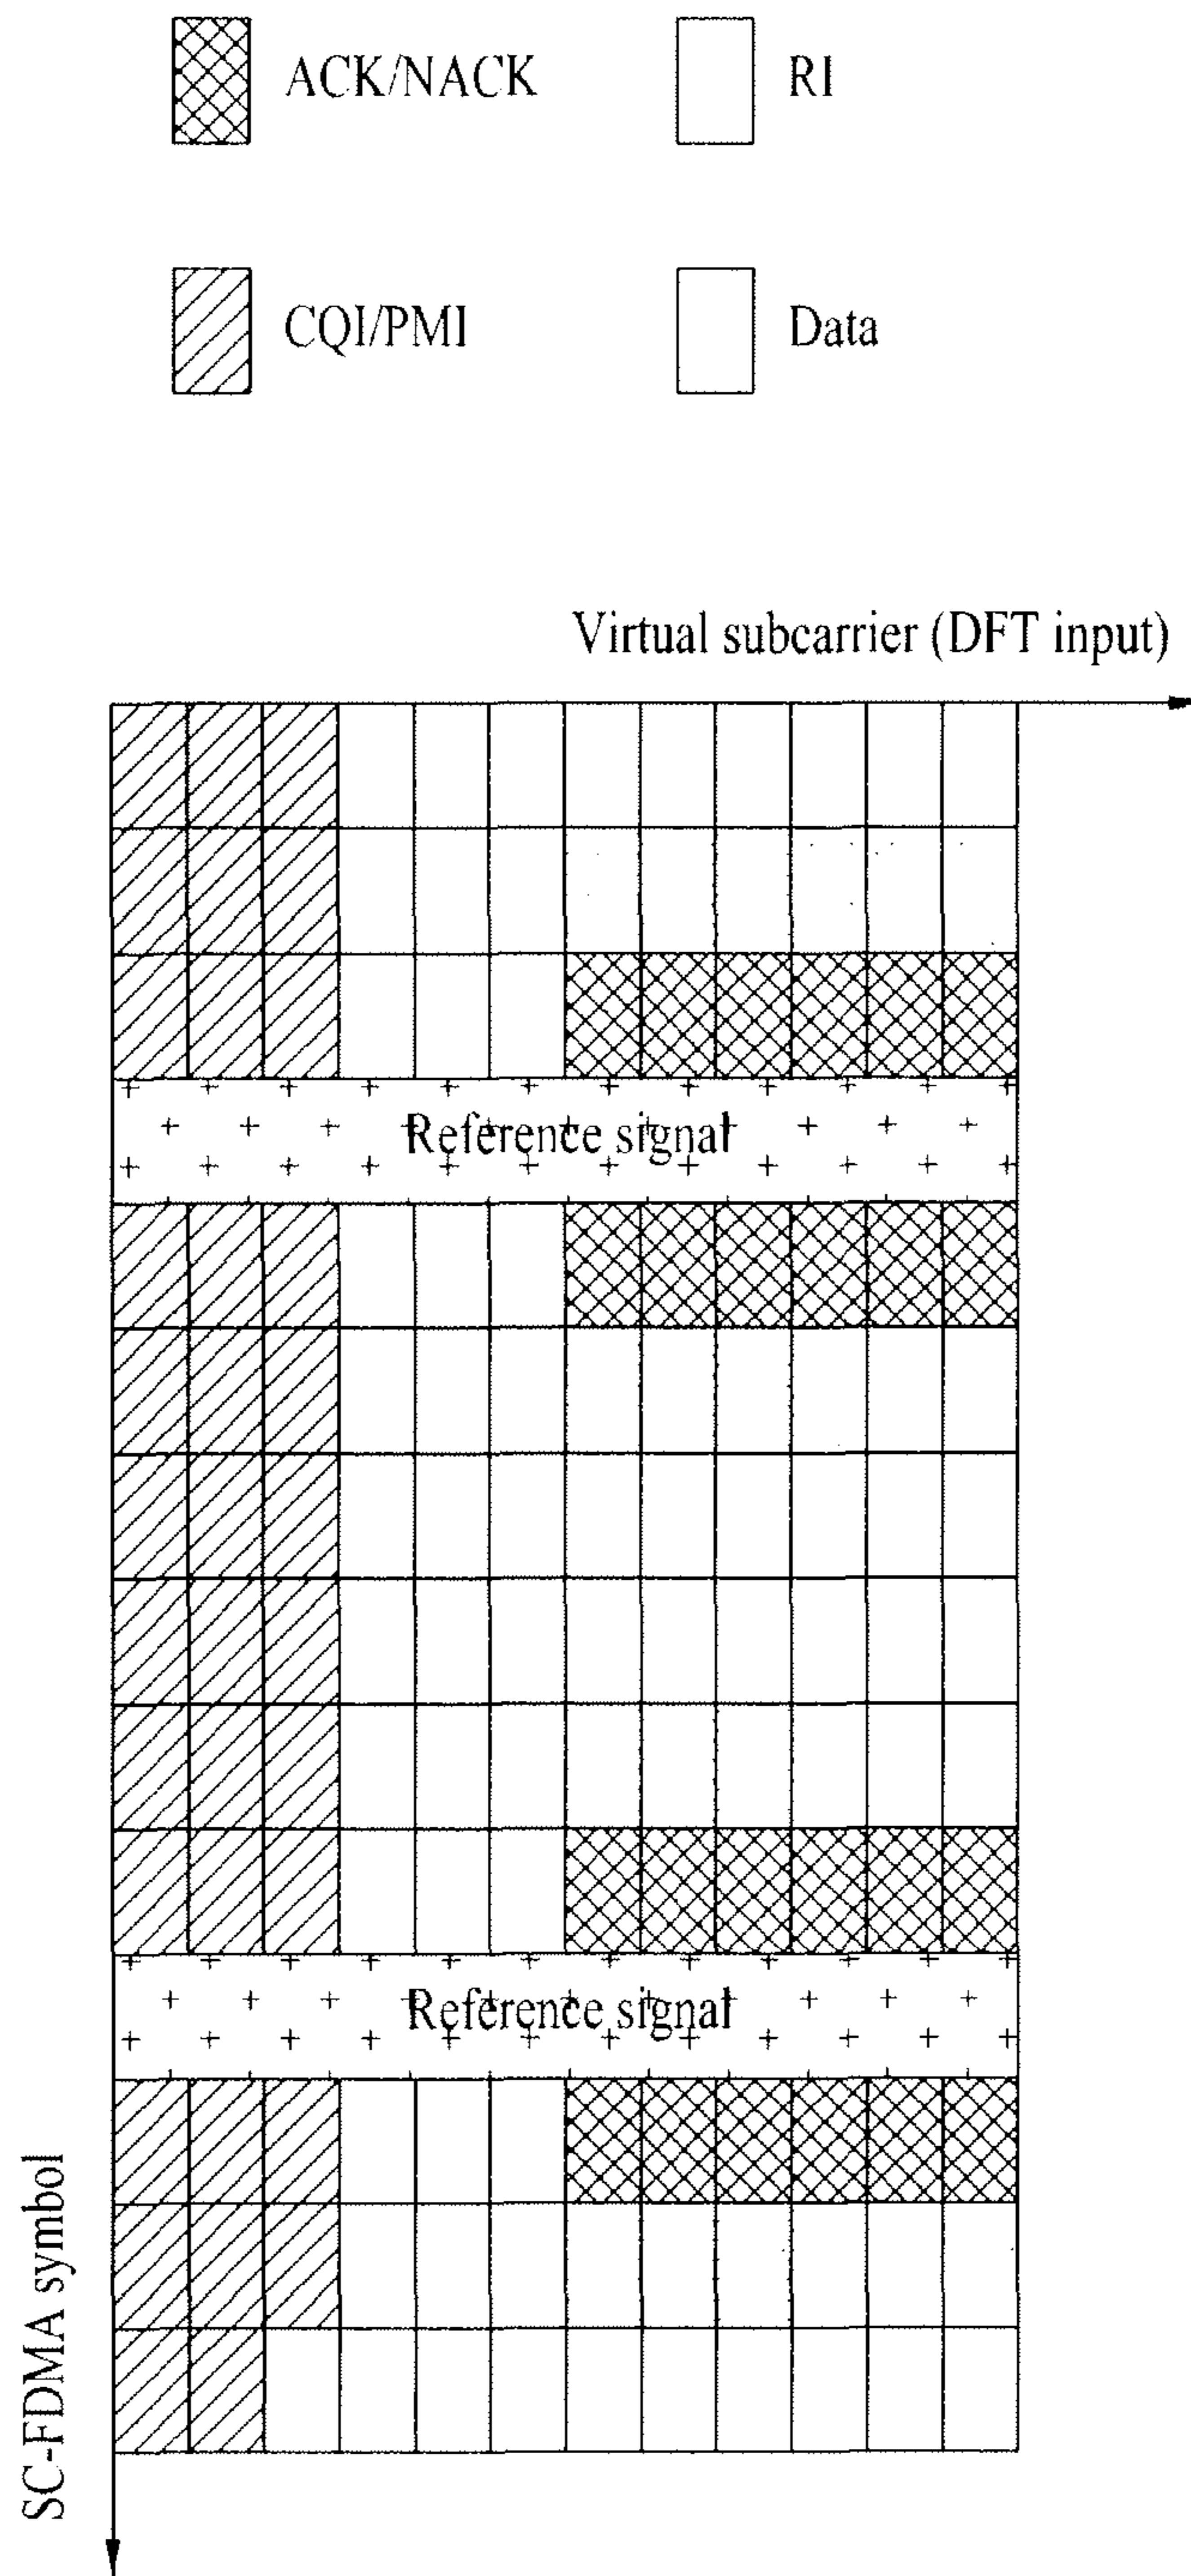 ACK/NACK
RI
CQI/PMI
Data
Virtual subcarrier (DFT input)
Reference signal
Reference signal
SC-FDMA symbol